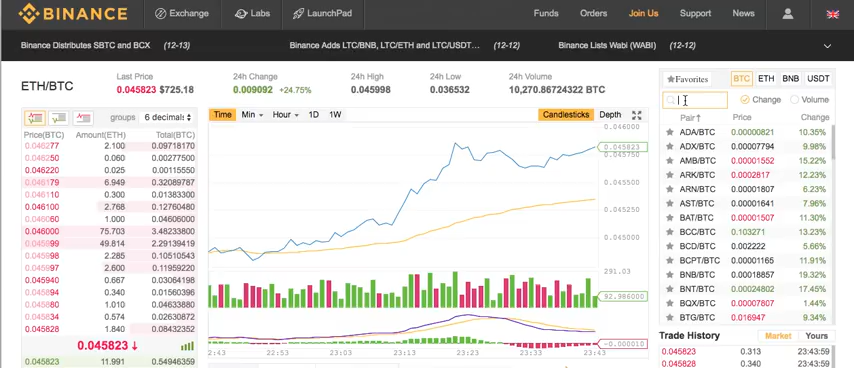 BINANCE Exchange Labs LaunchPad Funds Orders Join Us Support News
Binance Distributes SBTC and BCX (12-13) Binance Adds LTC/BNB, LTC/ETH and LTC/USDT... (12-12) Binance Lists Wabi (WABI) (12-12)
ETH/BTC
Last Price 24h Change 24h High 24h Low 24h Volume
0.045823 $725.18 0.009092 +24.75% 0.045998 0.036532 10,270.86724322 BTC
Favorites BTC ETH BNB USDT
Change Volume
Pair Price Change
ADA/BTC 0.00000821 10.35%
ADX/BTC 0.00007794 9.98%
AMB/BTC 0.00001552 15.22%
ARK/BTC 0.0002817 12.23%
ARN/BTC 0.00001807 6.23%
AST/BTC 0.00001641 7.96%
BAT/BTC 0.00001507 11.30%
BCC/BTC 0.103271 13.23%
BCD/BTC 0.002222 5.66%
BCPT/BTC 0.00001165 11.91%
BNB/BTC 0.00018857 19.32%
BNT/BTC 0.00024802 17.45%
BQX/BTC 0.00007807 1.44%
BTG/BTC 0.016947 9.34%
groups 6 decimals
Price(BTC) Amount(ETH) Total(BTC)
0.046277 2.100 0.09718170
0.046250 0.060 0.00277500
0.046220 0.025 0.00115550
0.046179 6.949 0.32089787
0.046110 0.300 0.01383300
0.046100 2.768 0.12760480
0.046060 1.000 0.04606000
0.046000 75.703 3.48233800
0.045999 49.814 2.29139419
0.045998 2.285 0.10510543
0.045997 2.600 0.11959220
0.045990 0.667 0.03064198
0.045894 0.340 0.01560396
0.045880 1.010 0.04633880
0.045834 0.574 0.02630872
0.045828 1.840 0.08432352
0.045823
0.045823 11.991 0.54946359
Time Min Hour 1D 1W Candlesticks Depth
0.046000
0.045823
0.045750
0.045500
0.045250
0.045000
291.03
92.986000
-0.000010
22:43 22:53 23:03 23:13 23:23 23:33 23:43
Trade History Market Yours
0.045823 0.313 23:43:59
0.045828 0.340 23:43:59